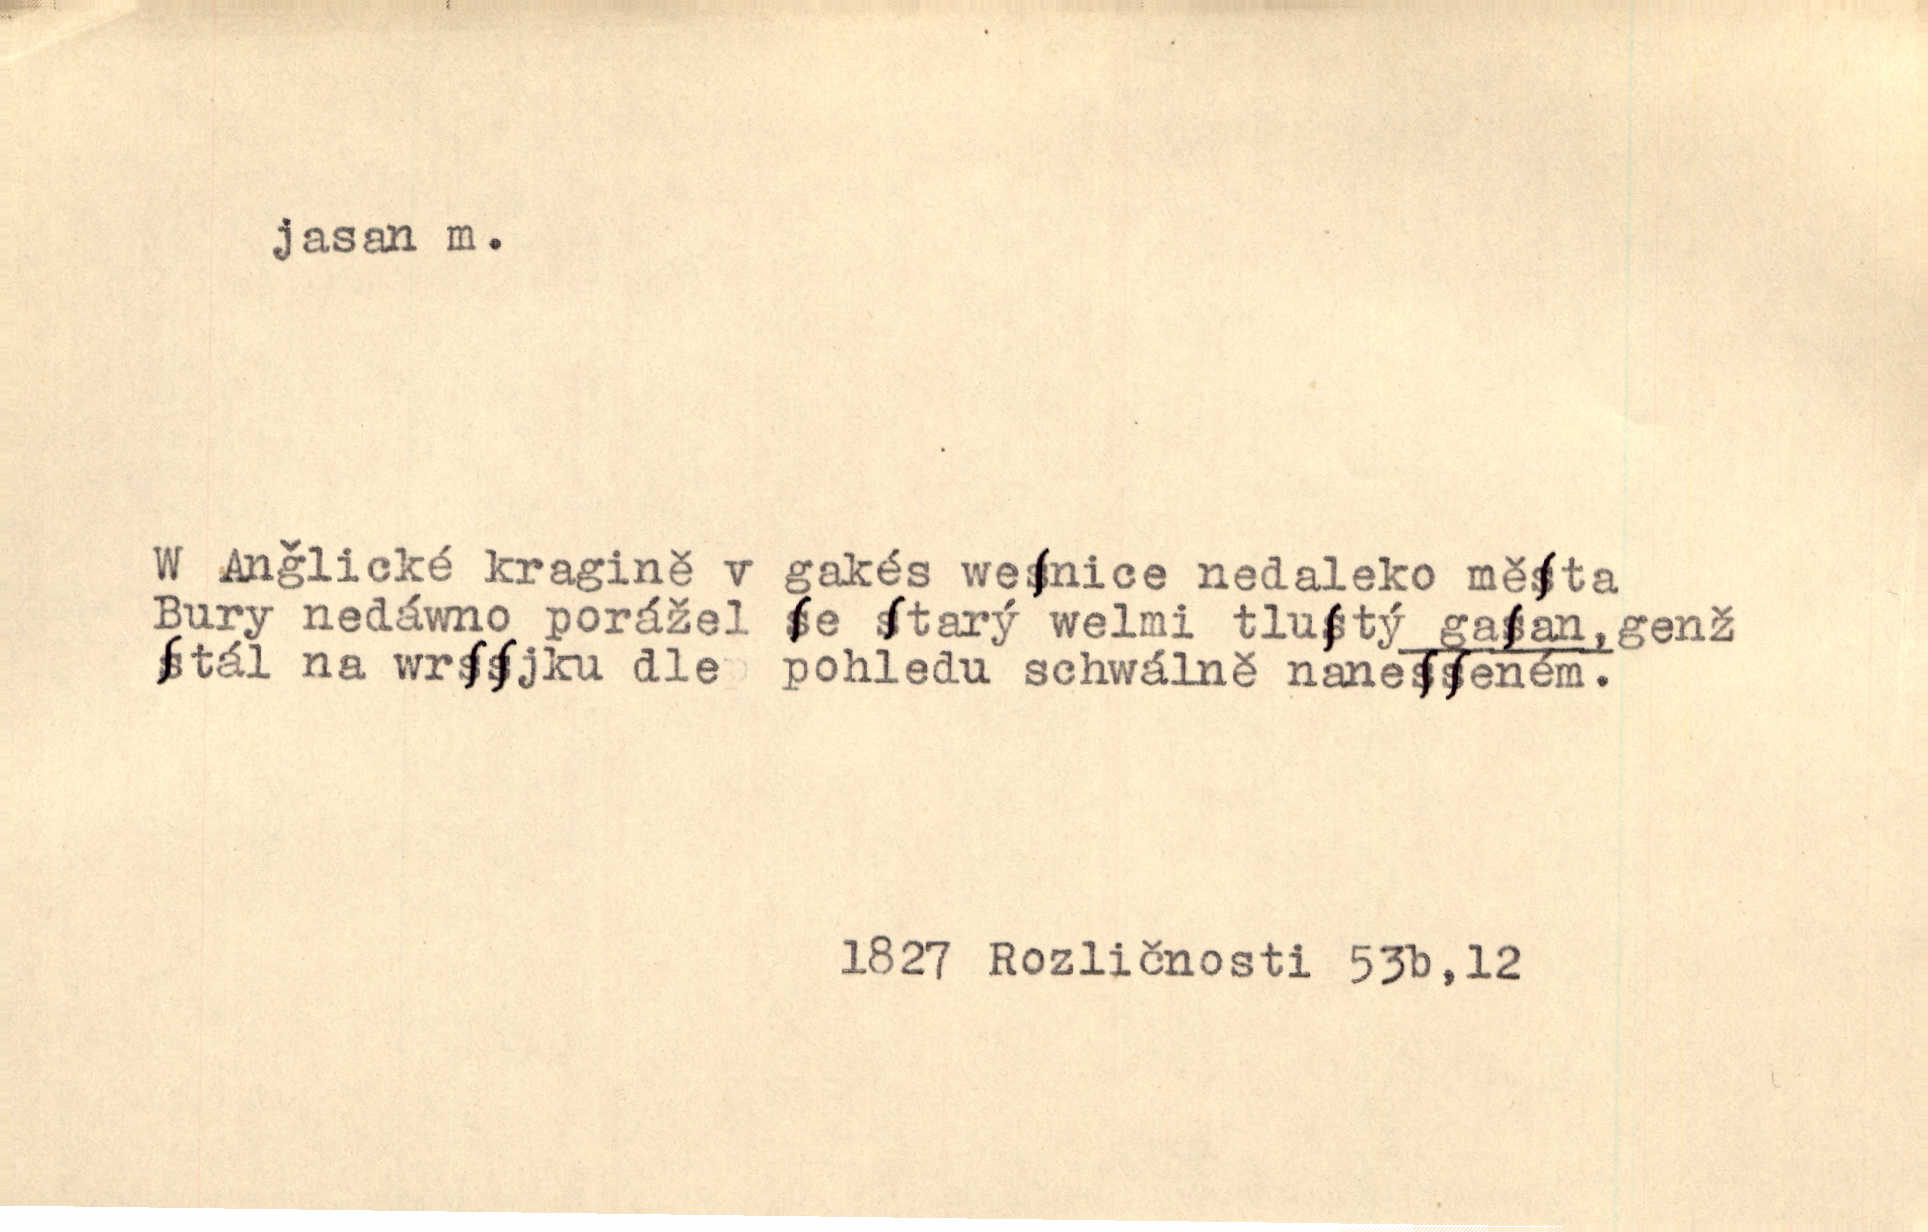 jasan m.
W Anğlické kragině v gakés weſnice nedaleko měſta
Bury nedáwno porážel ſe ſtarý welmi tluſtý gaſan,genž
ſtál na wrſſjku dle pohledu schwálně naneſſeném.
1827 Rozličnosti 53b,12